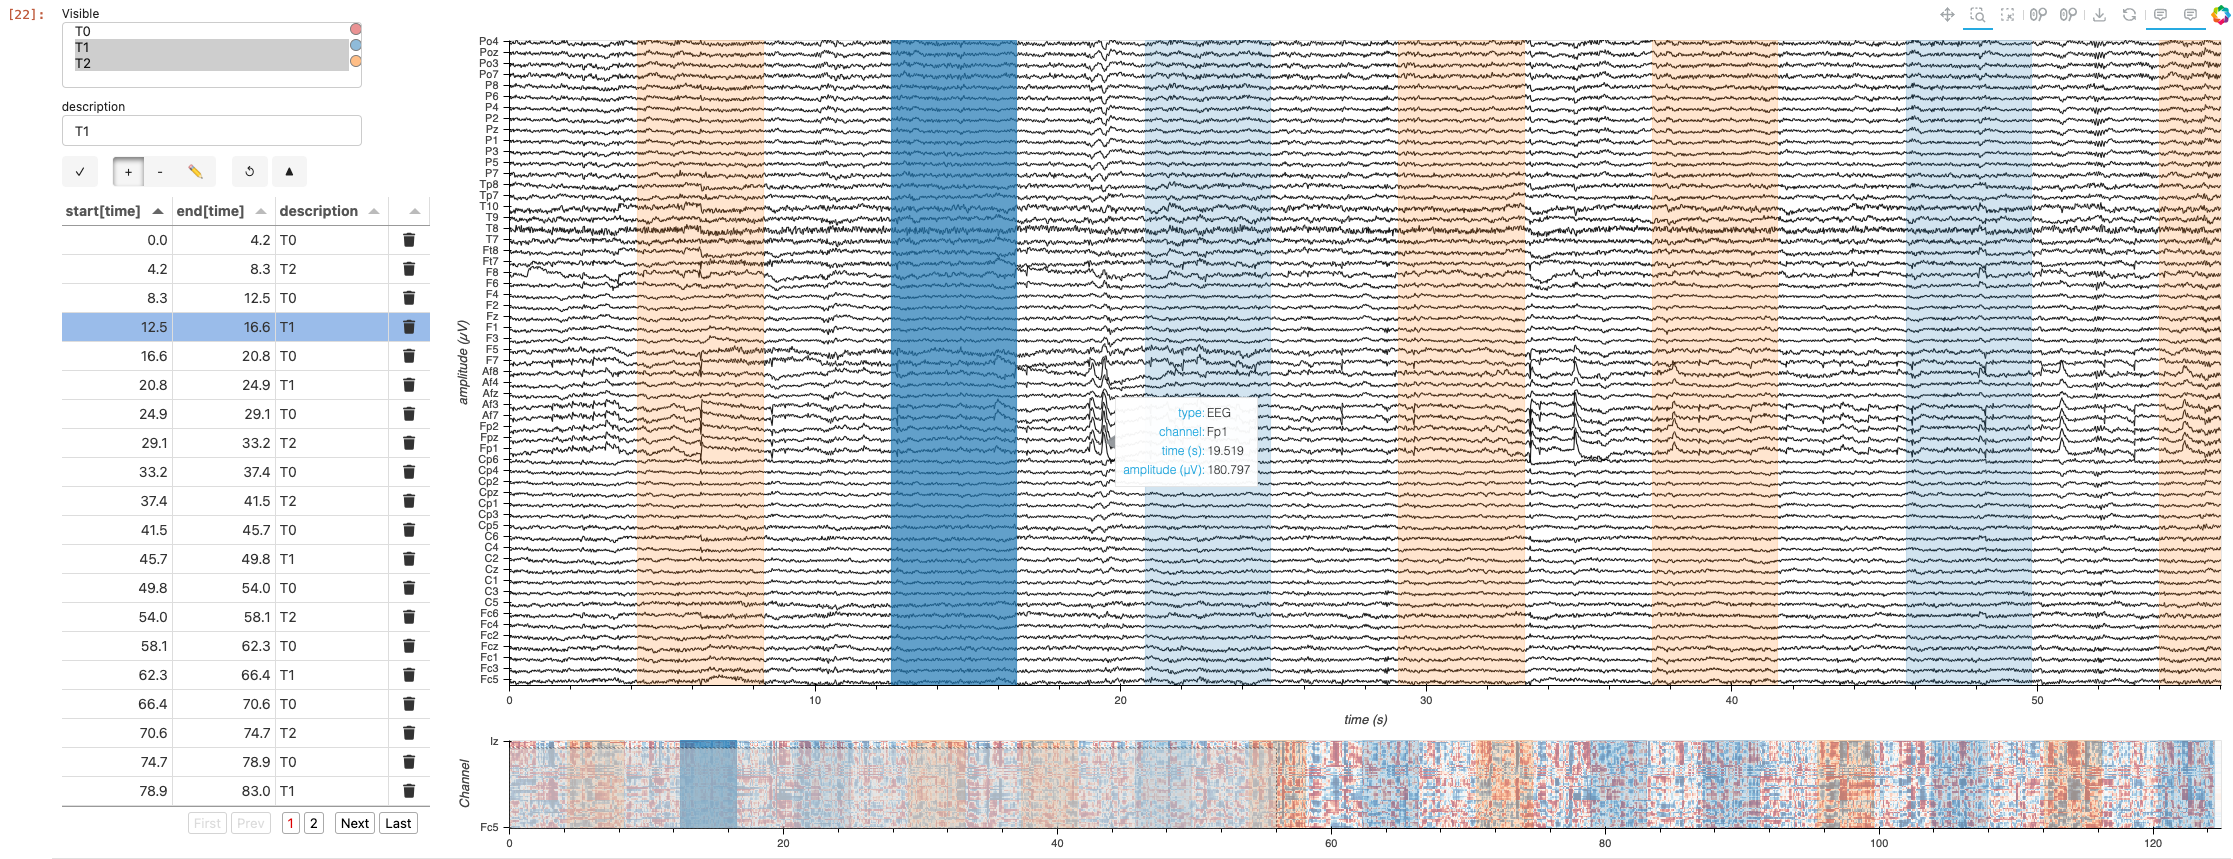 [22]:
Visible
T0
T1
T2
description
T1
✓ + - ✏️ ↺ ▲
start[time] end[time] description
0.0 4.2 T0
4.2 8.3 T2
8.3 12.5 T0
12.5 16.6 T1
16.6 20.8 T0
20.8 24.9 T1
24.9 29.1 T0
29.1 33.2 T2
33.2 37.4 T0
37.4 41.5 T2
41.5 45.7 T0
45.7 49.8 T1
49.8 54.0 T0
54.0 58.1 T2
58.1 62.3 T0
62.3 66.4 T1
66.4 70.6 T0
70.6 74.7 T2
74.7 78.9 T0
78.9 83.0 T1
First Prev 1 2 Next Last
amplitude (µV)
Po4
Poz
Po3
Po7
P8
P6
P4
P2
Pz
P1
P3
P5
P7
Tp8
Tp7
T10
T9
T8
T7
Ft8
Ft7
F8
F6
F4
F2
Fz
F1
F3
F5
F7
Af8
Af4
Afz
Af3
Af7
Fp2
Fpz
Fp1
Cp6
Cp4
Cp2
Cpz
Cp1
Cp3
Cp5
C6
C4
C2
Cz
C1
C3
C5
Fc6
Fc4
Fc2
Fcz
Fc1
Fc3
Fc5
type: EEG
channel: Fp1
time (s): 19.519
amplitude (µV): 180.797
0 10 20 30 40 50
time (s)
Channel
Iz
Fc5
0 20 40 60 80 100 120